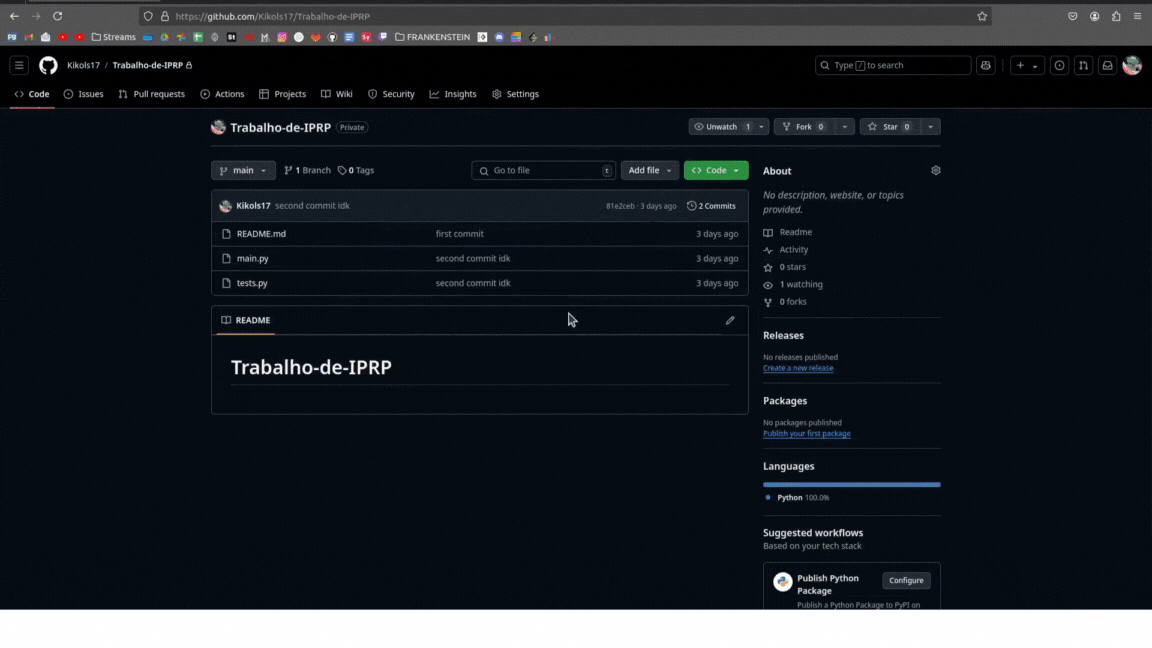 https://github.com/Kikols17/Trabalho-de-IPRP
Streams
FRANKENSTEIN
Kikols17 / Trabalho-de-IPRP
Type / to search
Code
Issues
Pull requests
Actions
Projects
Wiki
Security
Insights
Settings
Trabalho-de-IPRP Private
Unwatch 1
Fork 0
Star 0
main
1 Branch
0 Tags
Go to file t
Add file
Code
Kikols17 second commit idk
81e2ceb · 3 days ago
2 Commits
README.md first commit 3 days ago
main.py second commit idk 3 days ago
tests.py second commit idk 3 days ago
README
Trabalho-de-IPRP
About
No description, website, or topics
provided.
Readme
Activity
0 stars
1 watching
0 forks
Releases
No releases published
Create a new release
Packages
No packages published
Publish your first package
Languages
Python 100.0%
Suggested workflows
Based on your tech stack
Publish Python
Package
Configure
Publish a Python Package to PyPI on